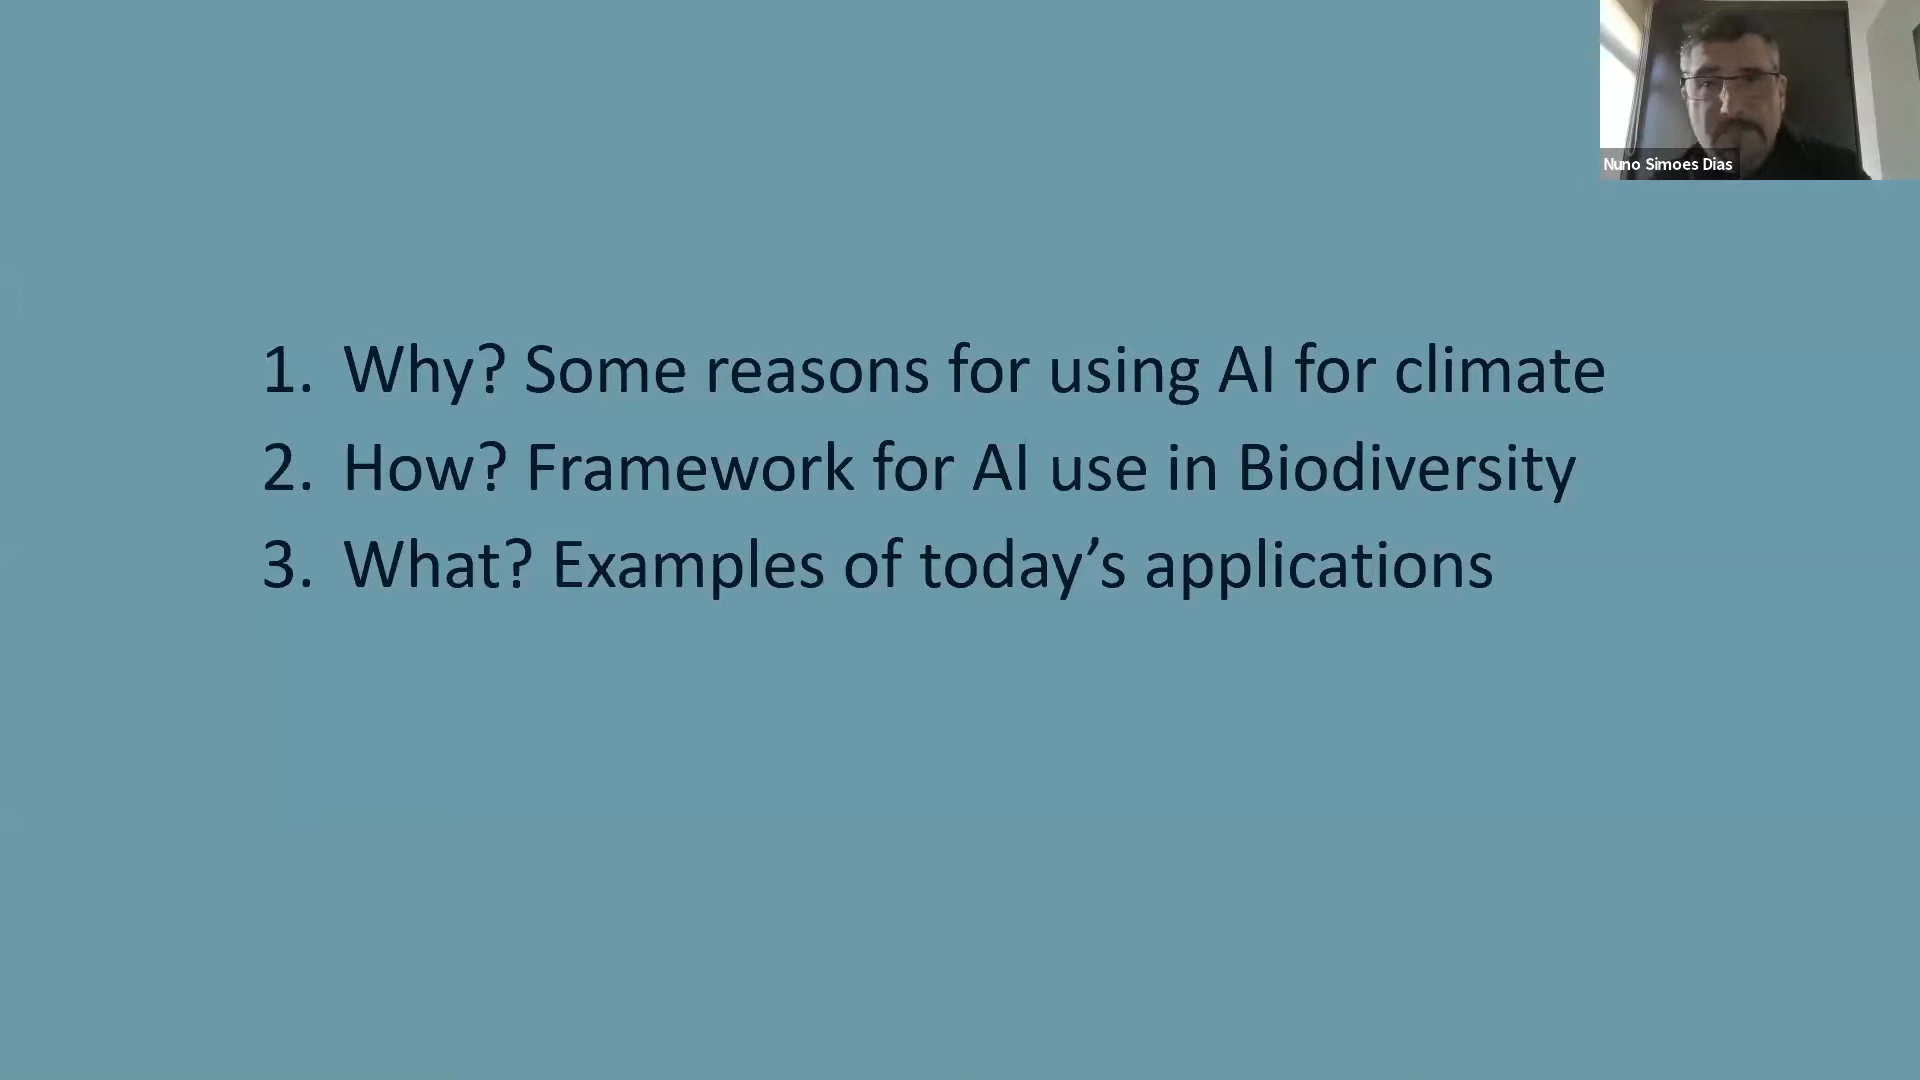 Nuno Simoes Dias
1. Why? Some reasons for using AI for climate
2. How? Framework for AI use in Biodiversity
3. What? Examples of today’s applications